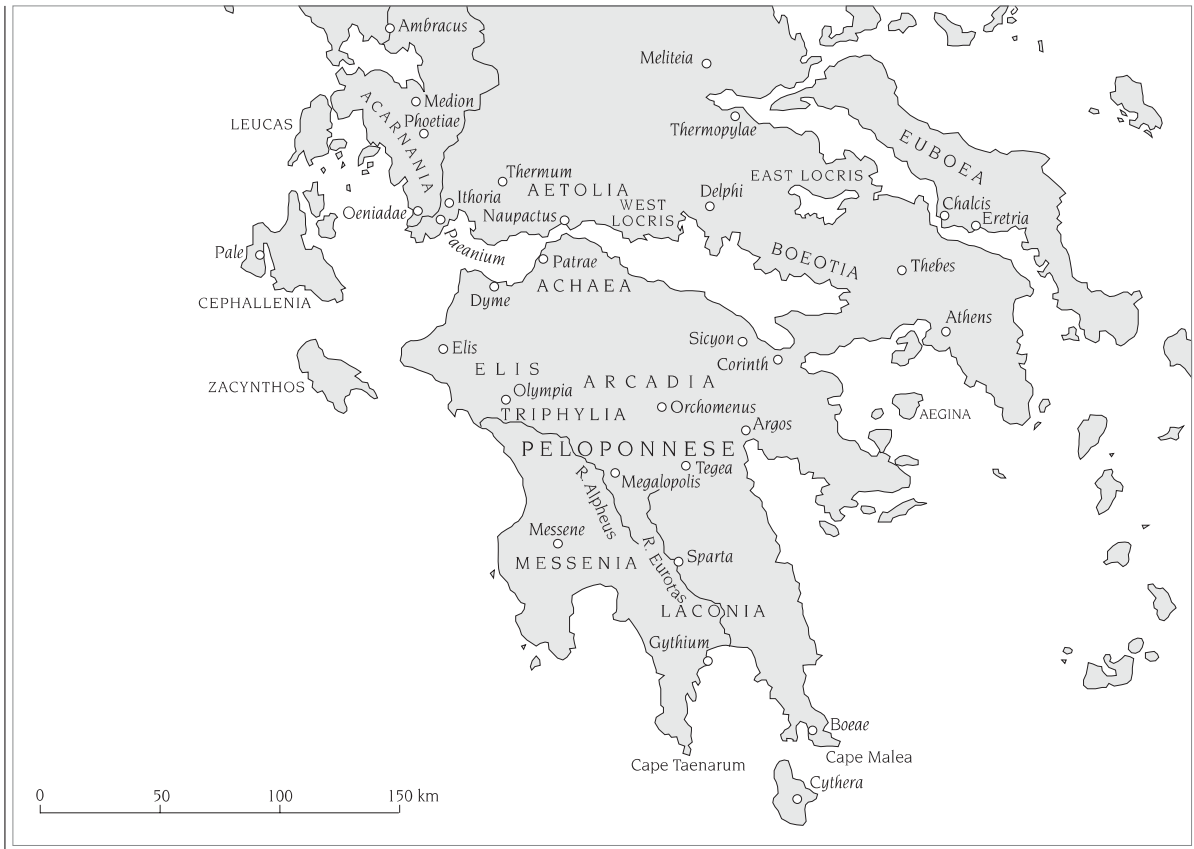 Ambracus
Meliteia
Medion
ACARNANIA
LEUCAS
Phoetiae
Thermopylae
EUBOEA
Thermum
EAST LOCRIS
AETOLIA
Delphi
Ithoria
WEST
LOCRIS
Chalcis
Oeniadae
Naupactus
Eretria
Paeanium
Pale
Patrae
BOEOTIA
Thebes
ACHAEA
CEPHALLENIA
Dyme
Athens
Sicyon
Elis
Corinth
ELIS
ZACYNTHOS
ARCADIA
Olympia
Orchomenus
TRIPHYLIA
AEGINA
Argos
PELOPONNESE
Tegea
R. Alpheus
Megalopolis
Messene
R. Eurotas
Sparta
MESSENIA
LACONIA
Gythium
Boeae
Cape Taenarum
Cape Malea
Cythera
0 50 100 150 km